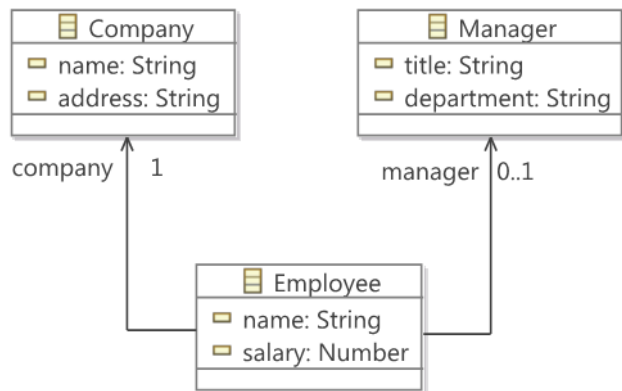 Company
name: String
address: String
Manager
title: String
department: String
company 1
manager 0..1
Employee
name: String
salary: Number